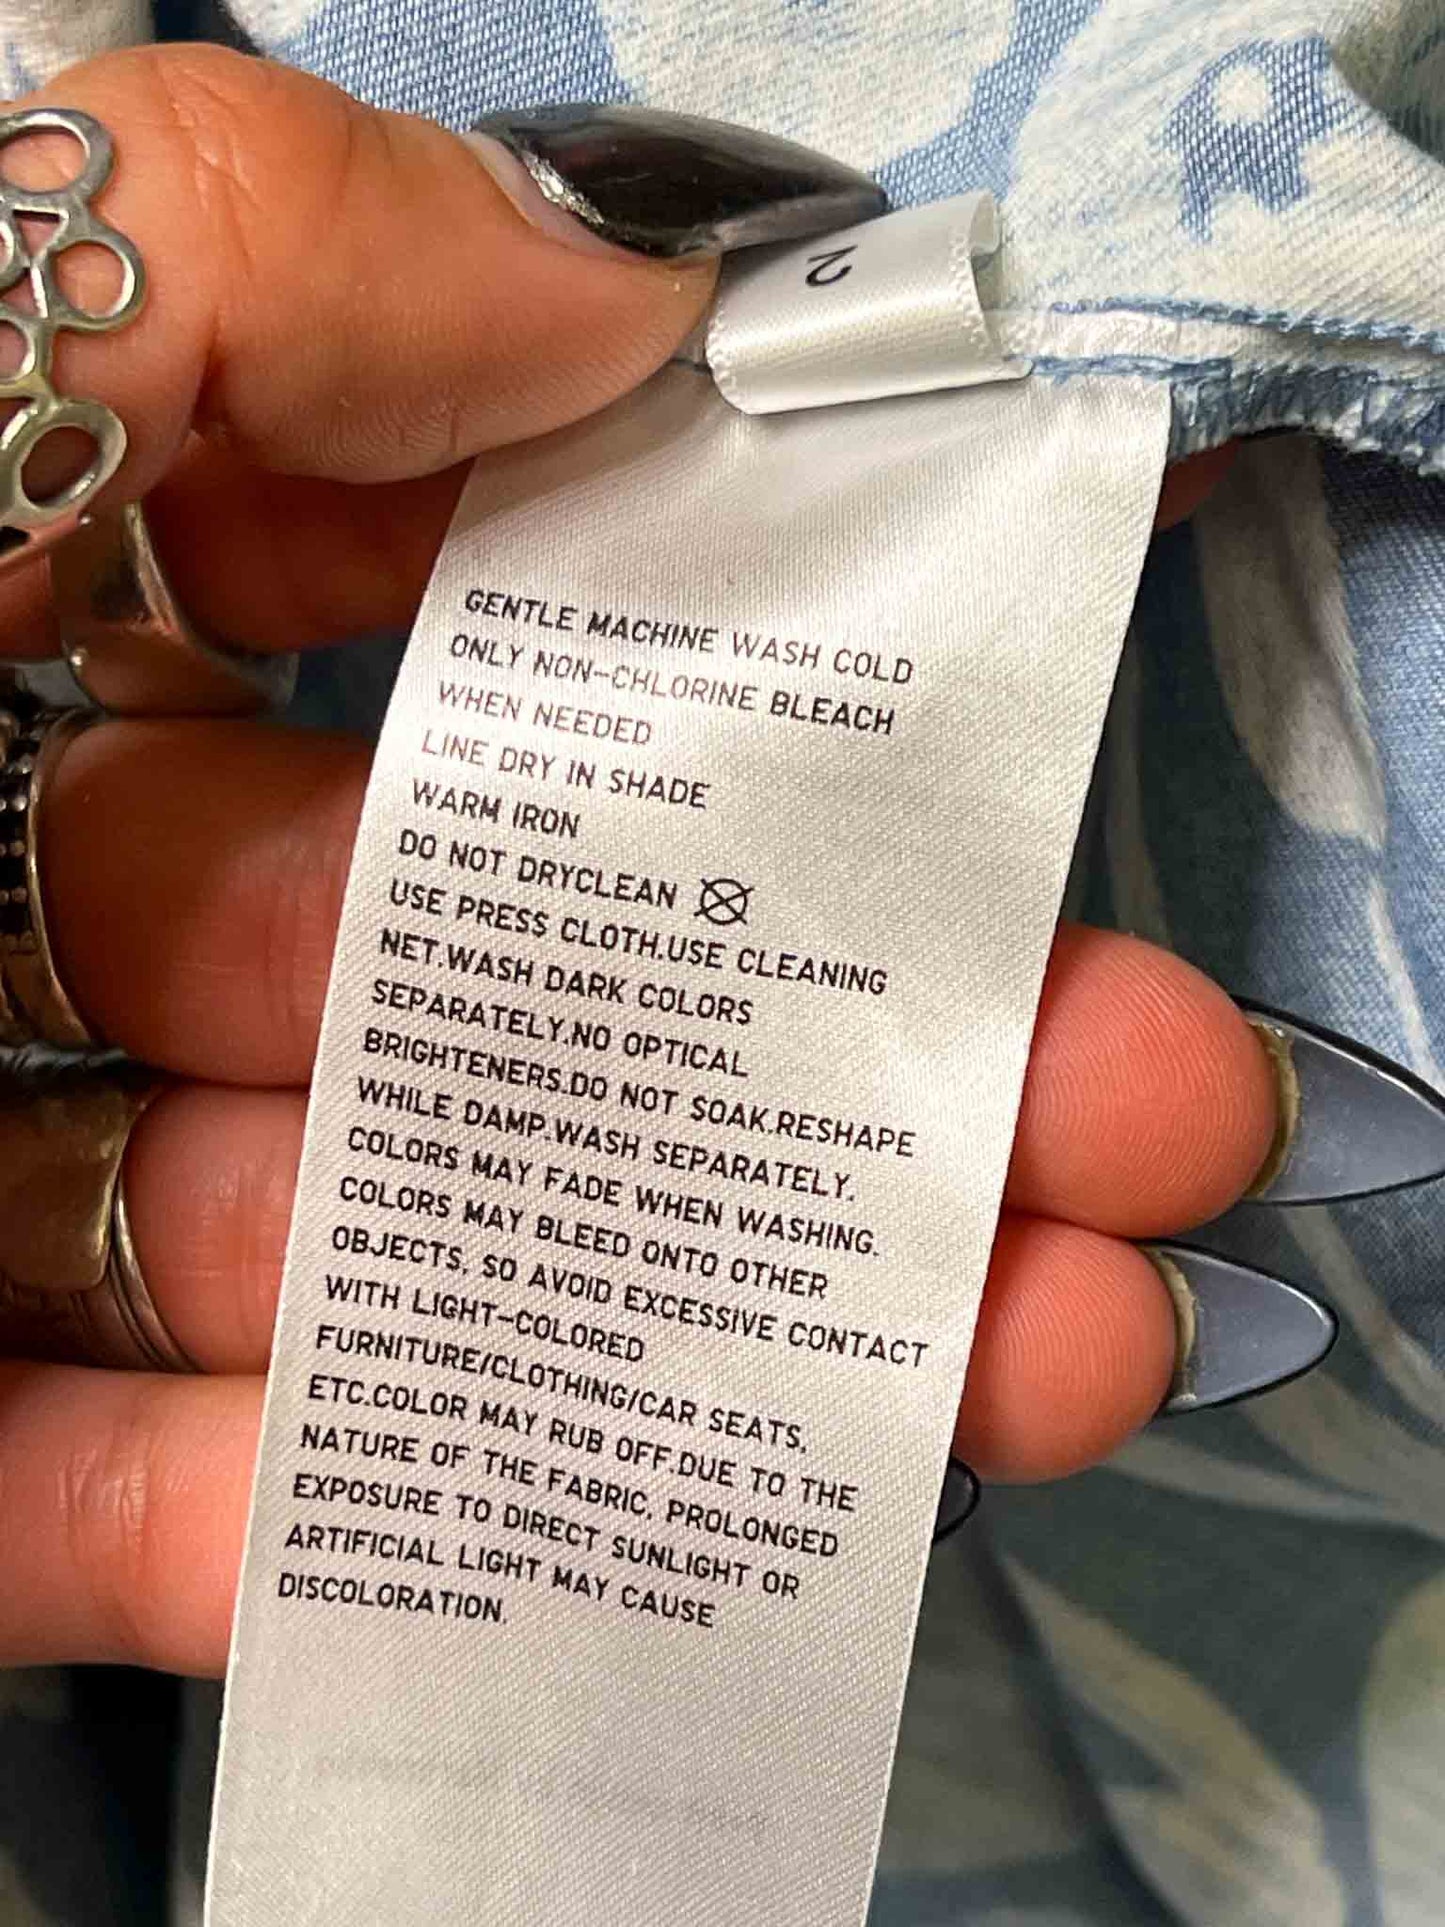 2
GENTLE MACHINE WASH COLD
ONLY NON-CHLORINE BLEACH
WHEN NEEDED
LINE DRY IN SHADE
WARM IRON
DO NOT DRYCLEAN
USE PRESS CLOTH.USE CLEANING
NET.WASH DARK COLORS
SEPARATELY.NO OPTICAL
BRIGHTENERS.DO NOT SOAK.RESHAPE
WHILE DAMP.WASH SEPARATELY.
COLORS MAY FADE WHEN WASHING.
COLORS MAY BLEED ONTO OTHER
OBJECTS, SO AVOID EXCESSIVE CONTACT
WITH LIGHT-COLORED
FURNITURE/CLOTHING/CAR SEATS,
ETC.COLOR MAY RUB OFF.DUE TO THE
NATURE OF THE FABRIC, PROLONGED
EXPOSURE TO DIRECT SUNLIGHT OR
ARTIFICIAL LIGHT MAY CAUSE
DISCOLORATION.